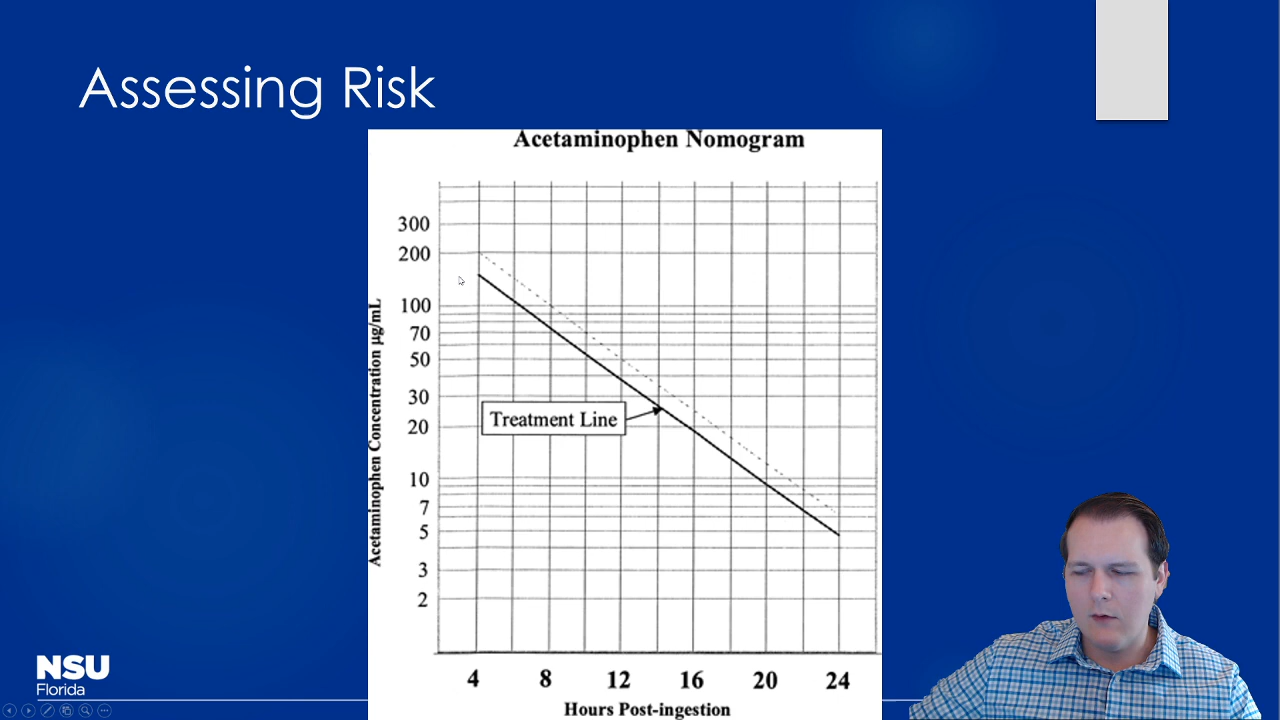 Assessing Risk
Acetaminophen Nomogram
300
200
100
70
50
30
20
10
7
5
3
2
Acetaminophen Concentration µg/mL
Treatment Line
4 8 12 16 20 24
Hours Post-ingestion
NSU
Florida